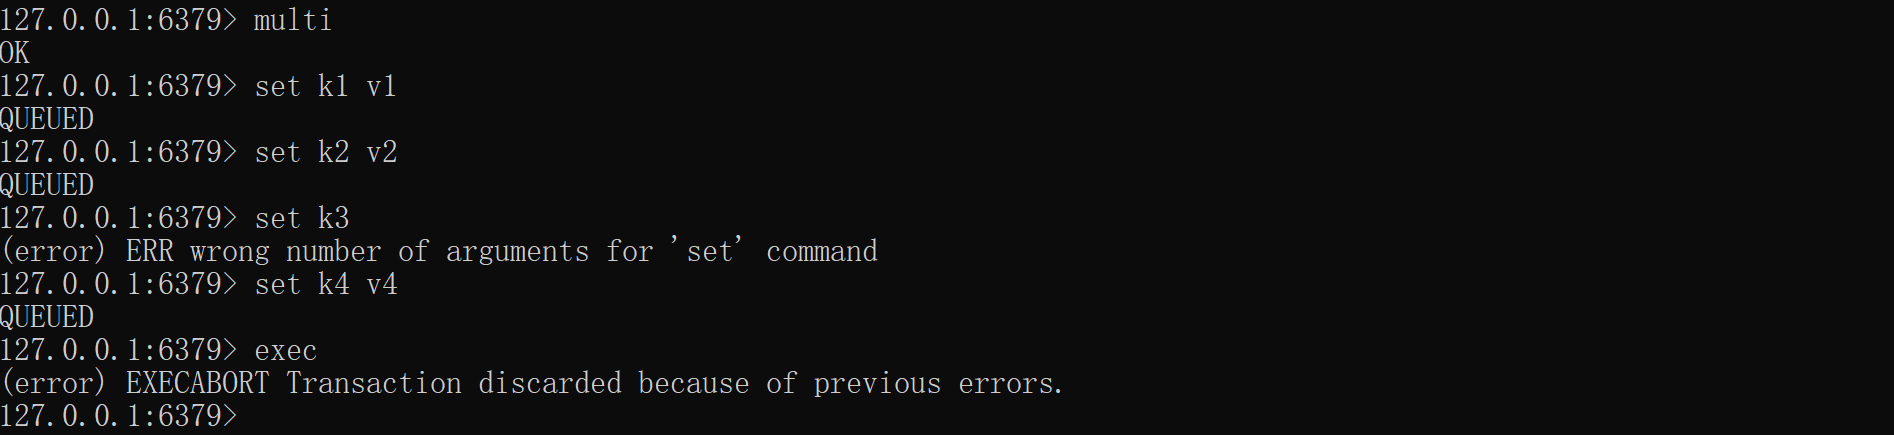 127.0.0.1:6379> multi
OK
127.0.0.1:6379> set k1 v1
QUEUED
127.0.0.1:6379> set k2 v2
QUEUED
127.0.0.1:6379> set k3
(error) ERR wrong number of arguments for 'set' command
127.0.0.1:6379> set k4 v4
QUEUED
127.0.0.1:6379> exec
(error) EXECABORT Transaction discarded because of previous errors.
127.0.0.1:6379>